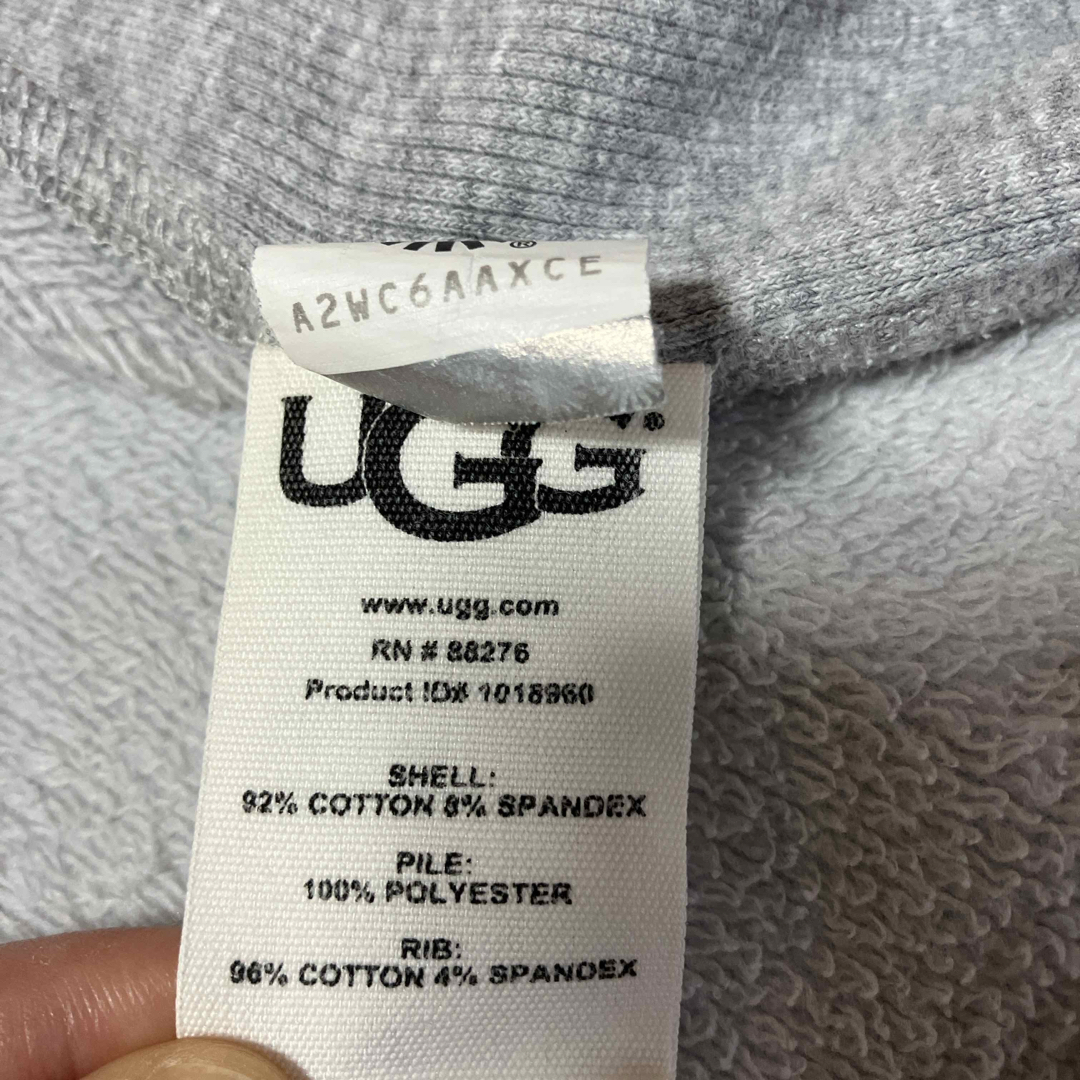 A2WC6AAXCE
UGG®
www.ugg.com
RN # 88276
Product ID# 1018960
SHELL:
92% COTTON 8% SPANDEX
PILE:
100% POLYESTER
RIB:
96% COTTON 4% SPANDEX